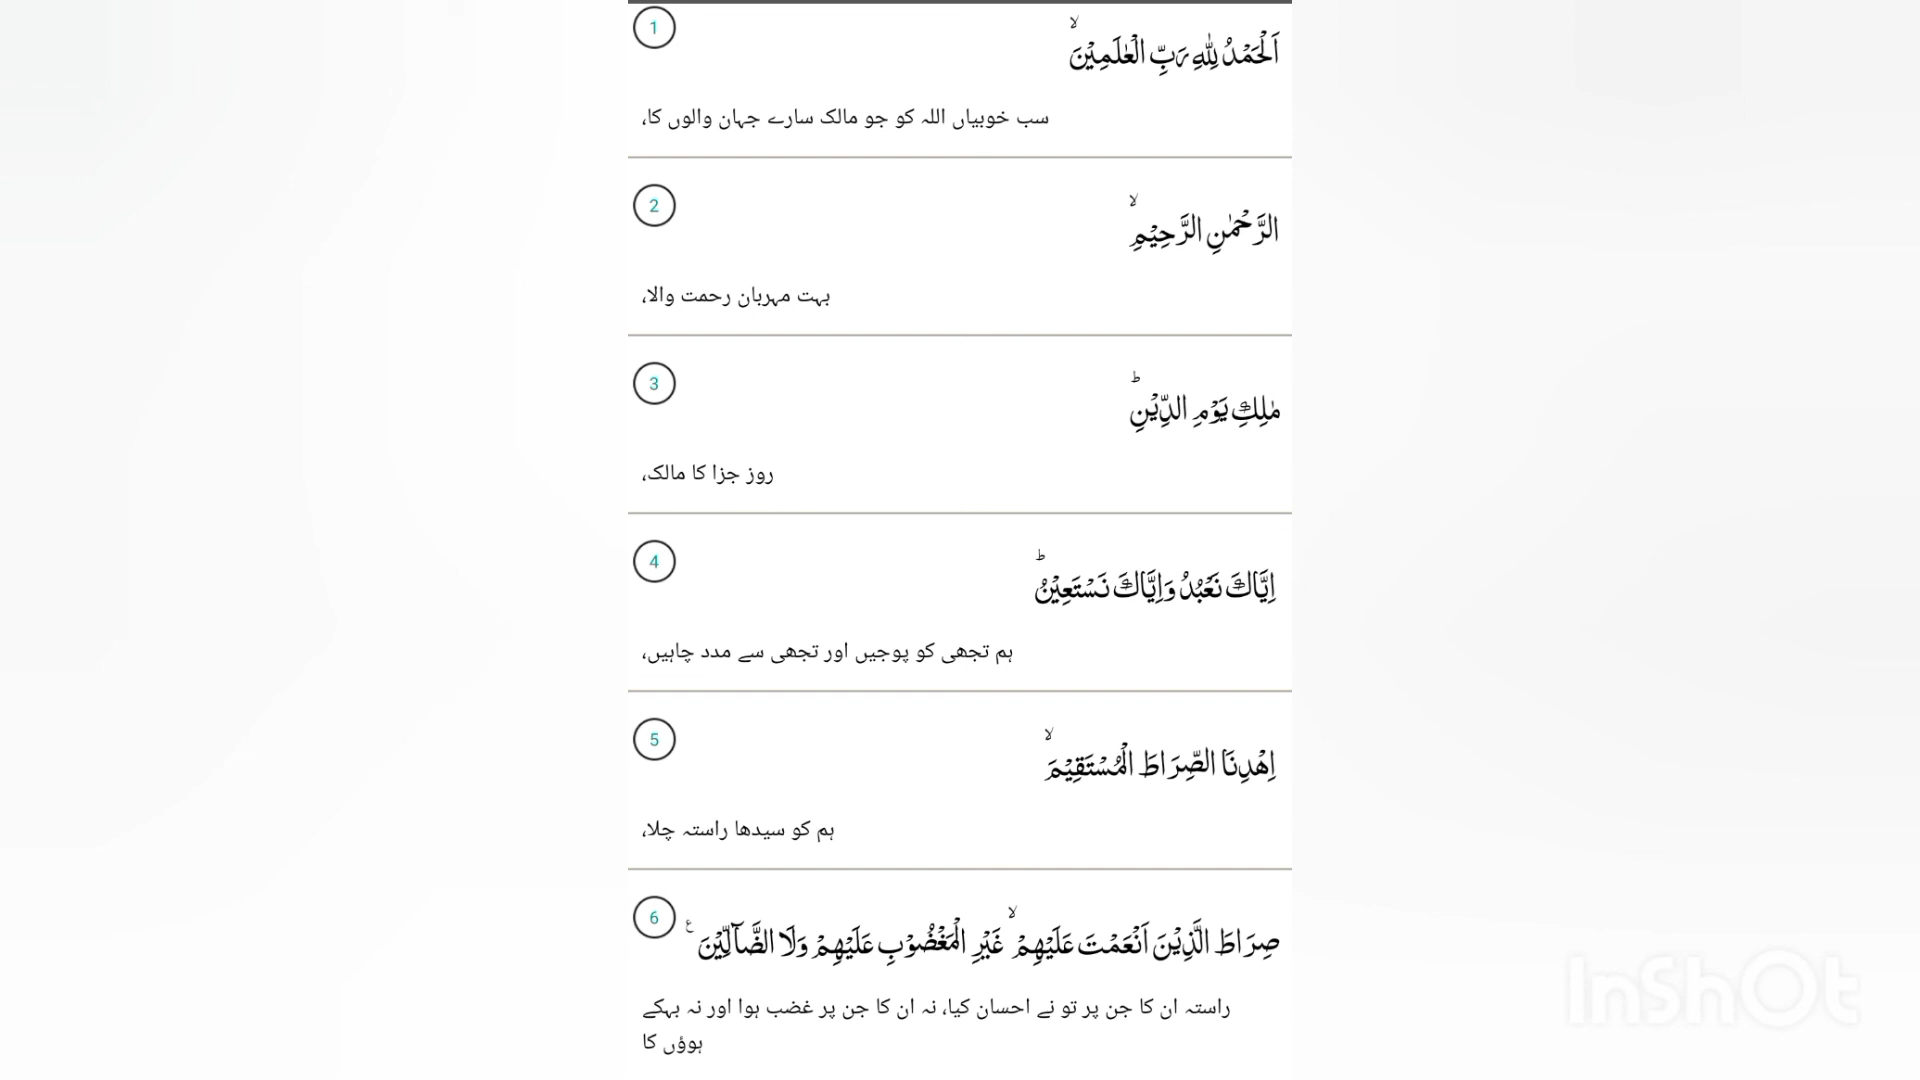 1
اَلْحَمْدُ لِلّٰهِ رَبِّ الْعٰلَمِيْنَۙ
سب خوبیاں اللہ کو جو مالک سارے جہان والوں کا،
2
الرَّحْمٰنِ الرَّحِيْمِۙ
بہت مہربان رحمت والا،
3
مٰلِكِ يَوْمِ الدِّيْنِؕ
روز جزا کا مالک،
4
اِيَّاكَ نَعْبُدُ وَاِيَّاكَ نَسْتَعِيْنُؕ
ہم تجھی کو پوجیں اور تجھی سے مدد چاہیں،
5
اِهْدِنَا الصِّرَاطَ الْمُسْتَقِيْمَۙ
ہم کو سیدھا راستہ چلا،
6
صِرَاطَ الَّذِيْنَ اَنْعَمْتَ عَلَيْهِمْۙ غَيْرِ الْمَغْضُوْبِ عَلَيْهِمْ وَلَا الضَّآلِّيْنَ ع
راستہ ان کا جن پر تو نے احسان کیا، نہ ان کا جن پر غضب ہوا اور نہ بہکے
ہوؤں کا
InShOt